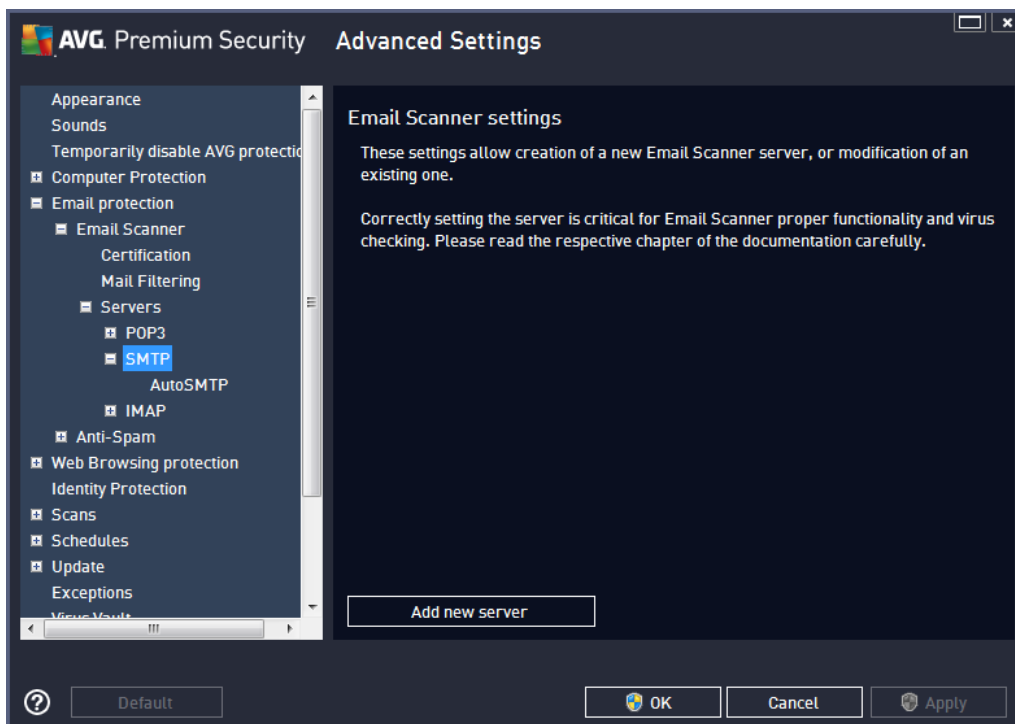 AVG. Premium Security
Advanced Settings
Appearance
Sounds
Temporarily disable AVG protectio
Computer Protection
Email protection
Email Scanner
Certification
Mail Filtering
Servers
POP3
SMTP
AutoSMTP
IMAP
Anti-Spam
Web Browsing protection
Identity Protection
Scans
Schedules
Update
Exceptions
Virus Vault
Email Scanner settings
These settings allow creation of a new Email Scanner server, or modification of an
existing one.
Correctly setting the server is critical for Email Scanner proper functionality and virus
checking. Please read the respective chapter of the documentation carefully.
Add new server
Default
OK
Cancel
Apply